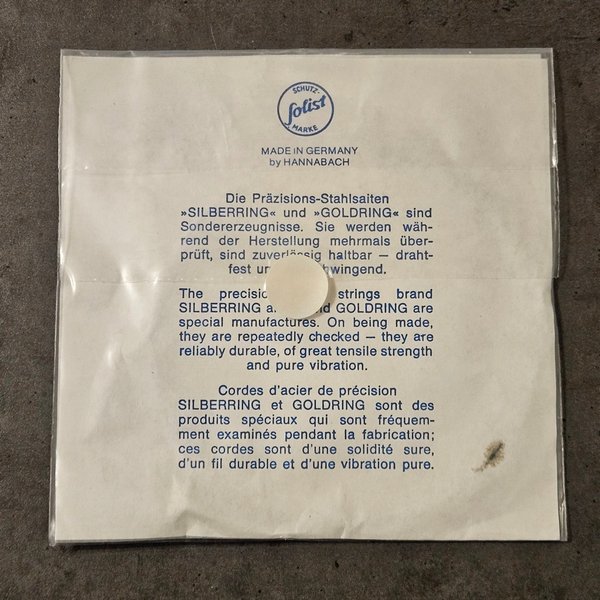 SCHUTZ-
Solist
MARKE
MADE IN GERMANY
by HANNABACH
Die Präzisions-Stahlsaiten
»SILBERRING« und »GOLDRING« sind
Sondererzeugnisse. Sie werden wäh-
rend der Herstellung mehrmals über-
prüft, sind zuverlässig haltbar — draht-
fest schwingend.
The strings brand
SILBERRING GOLDRING are
special manufactures. On being made,
they are repeatedly checked — they are
reliably durable, of great tensile strength
and pure vibration.
Cordes d'acier de précision
SILBERRING et GOLDRING sont des
produits spéciaux qui sont fréquem-
ment examinés pendant la fabrication;
ces cordes sont d'une solidité sure,
d'un fil durable et d'une vibration pure.